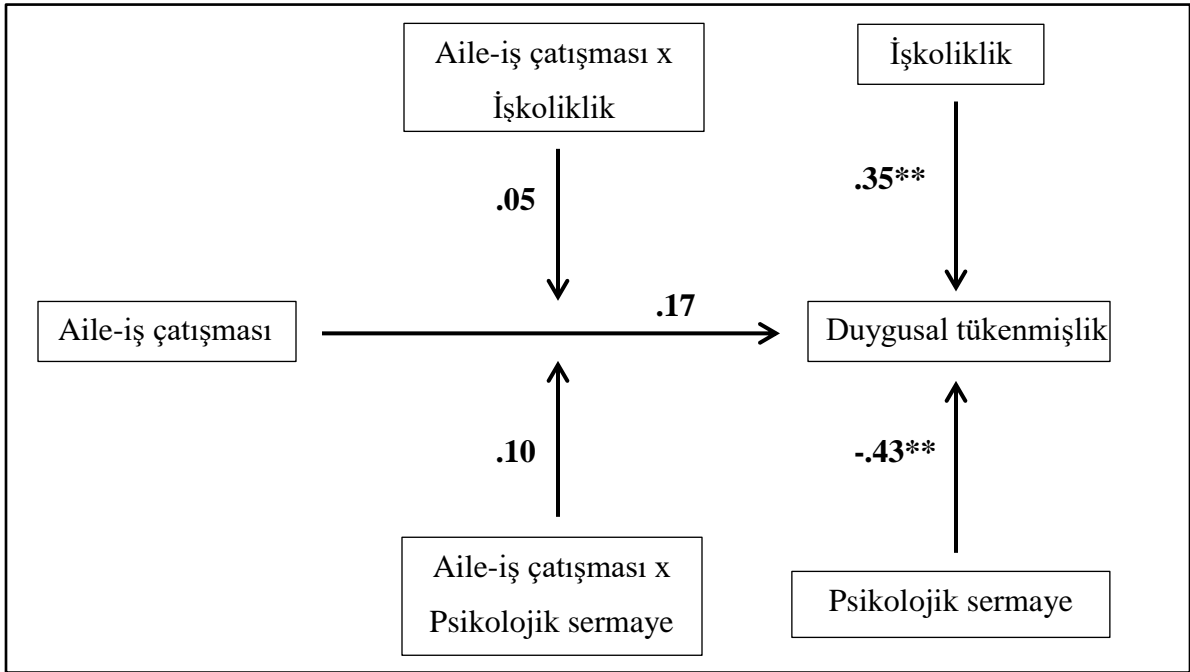 Aile-iş çatışması x
İşkoliklik
İşkoliklik
.05
.35**
Aile-iş çatışması
.17
Duygusal tükenmişlik
.10
-.43**
Aile-iş çatışması x
Psikolojik sermaye
Psikolojik sermaye